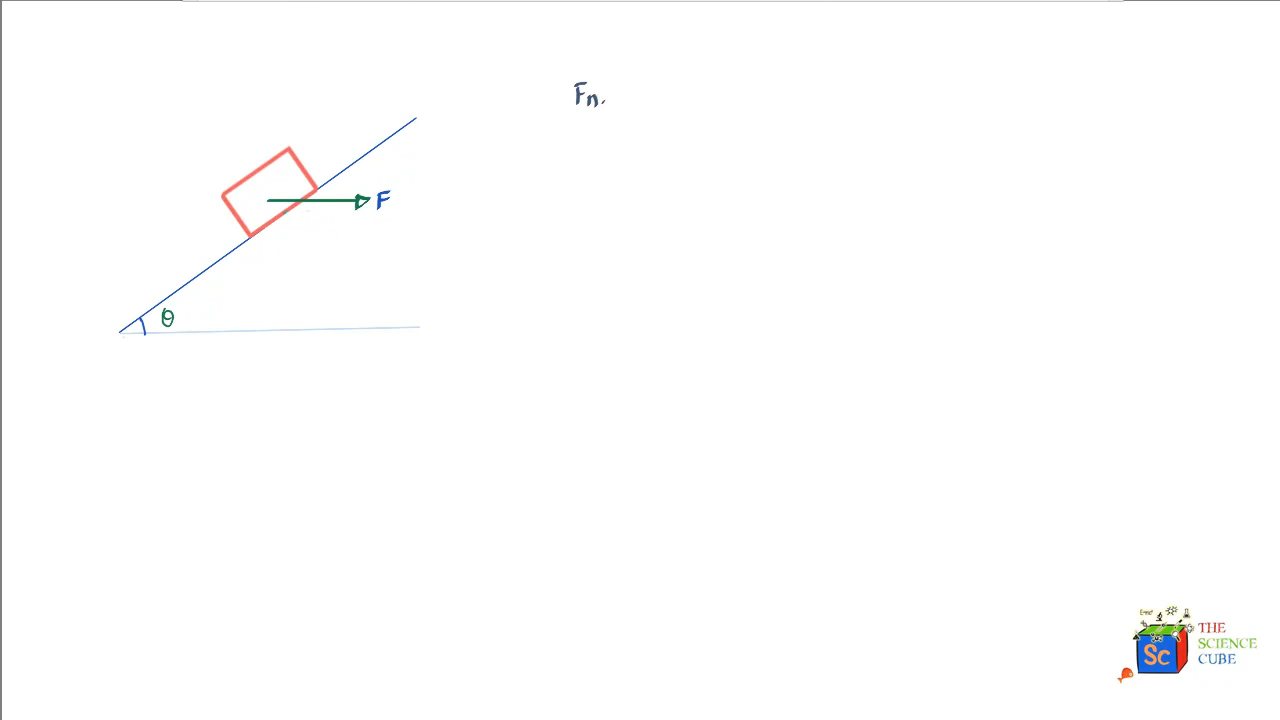 Fn.
F
θ
Sc
THE
SCIENCE
CUBE